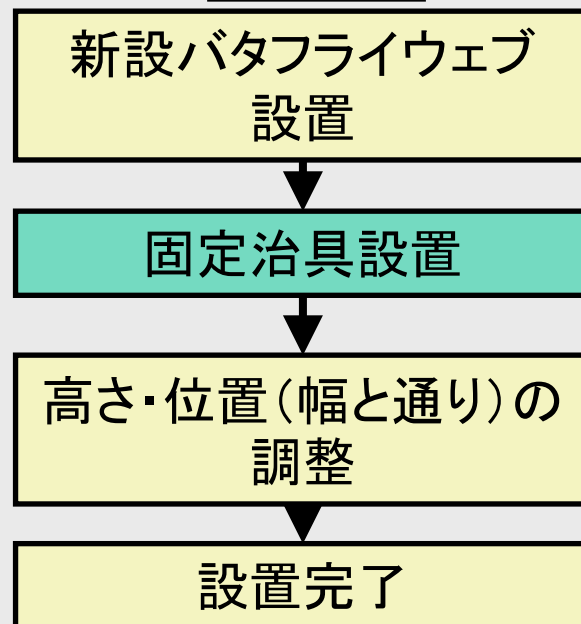 新設バタフライウェブ
設置
固定治具設置
高さ・位置（幅と通り）の
調整
設置完了